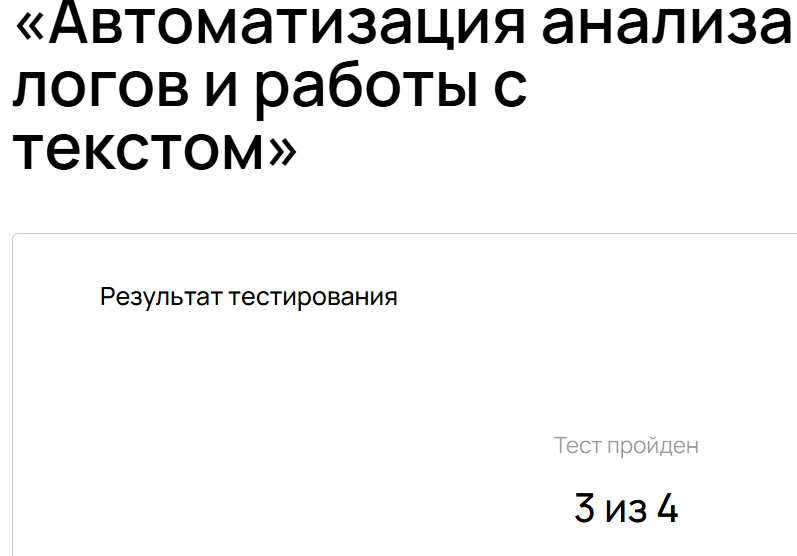 «Автоматизация анализа
логов и работы с
текстом»
Результат тестирования
Тест пройден
3 из 4